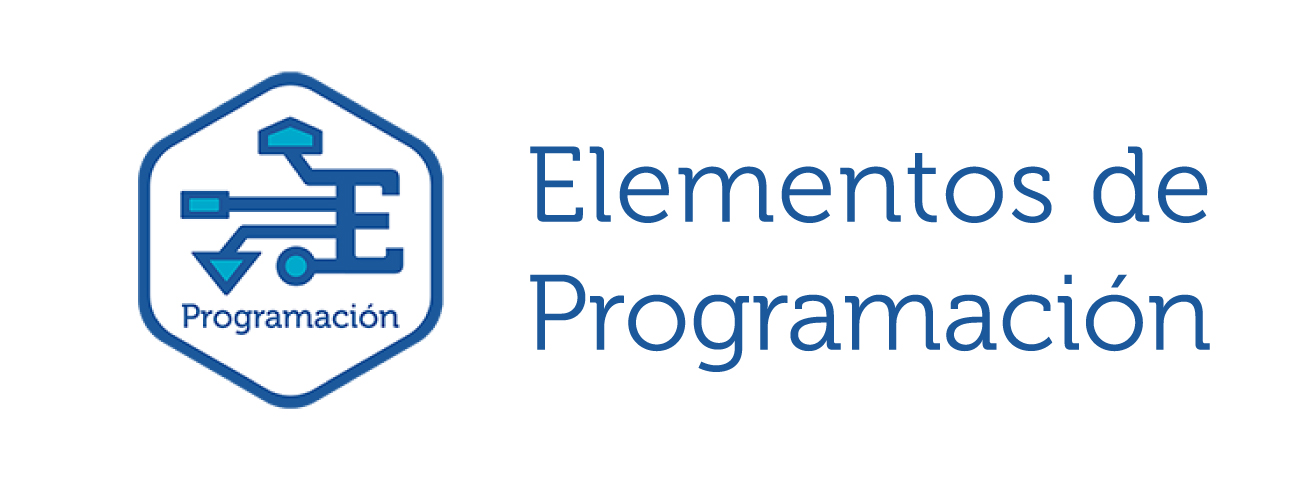 E
Programación
Elementos de
Programación